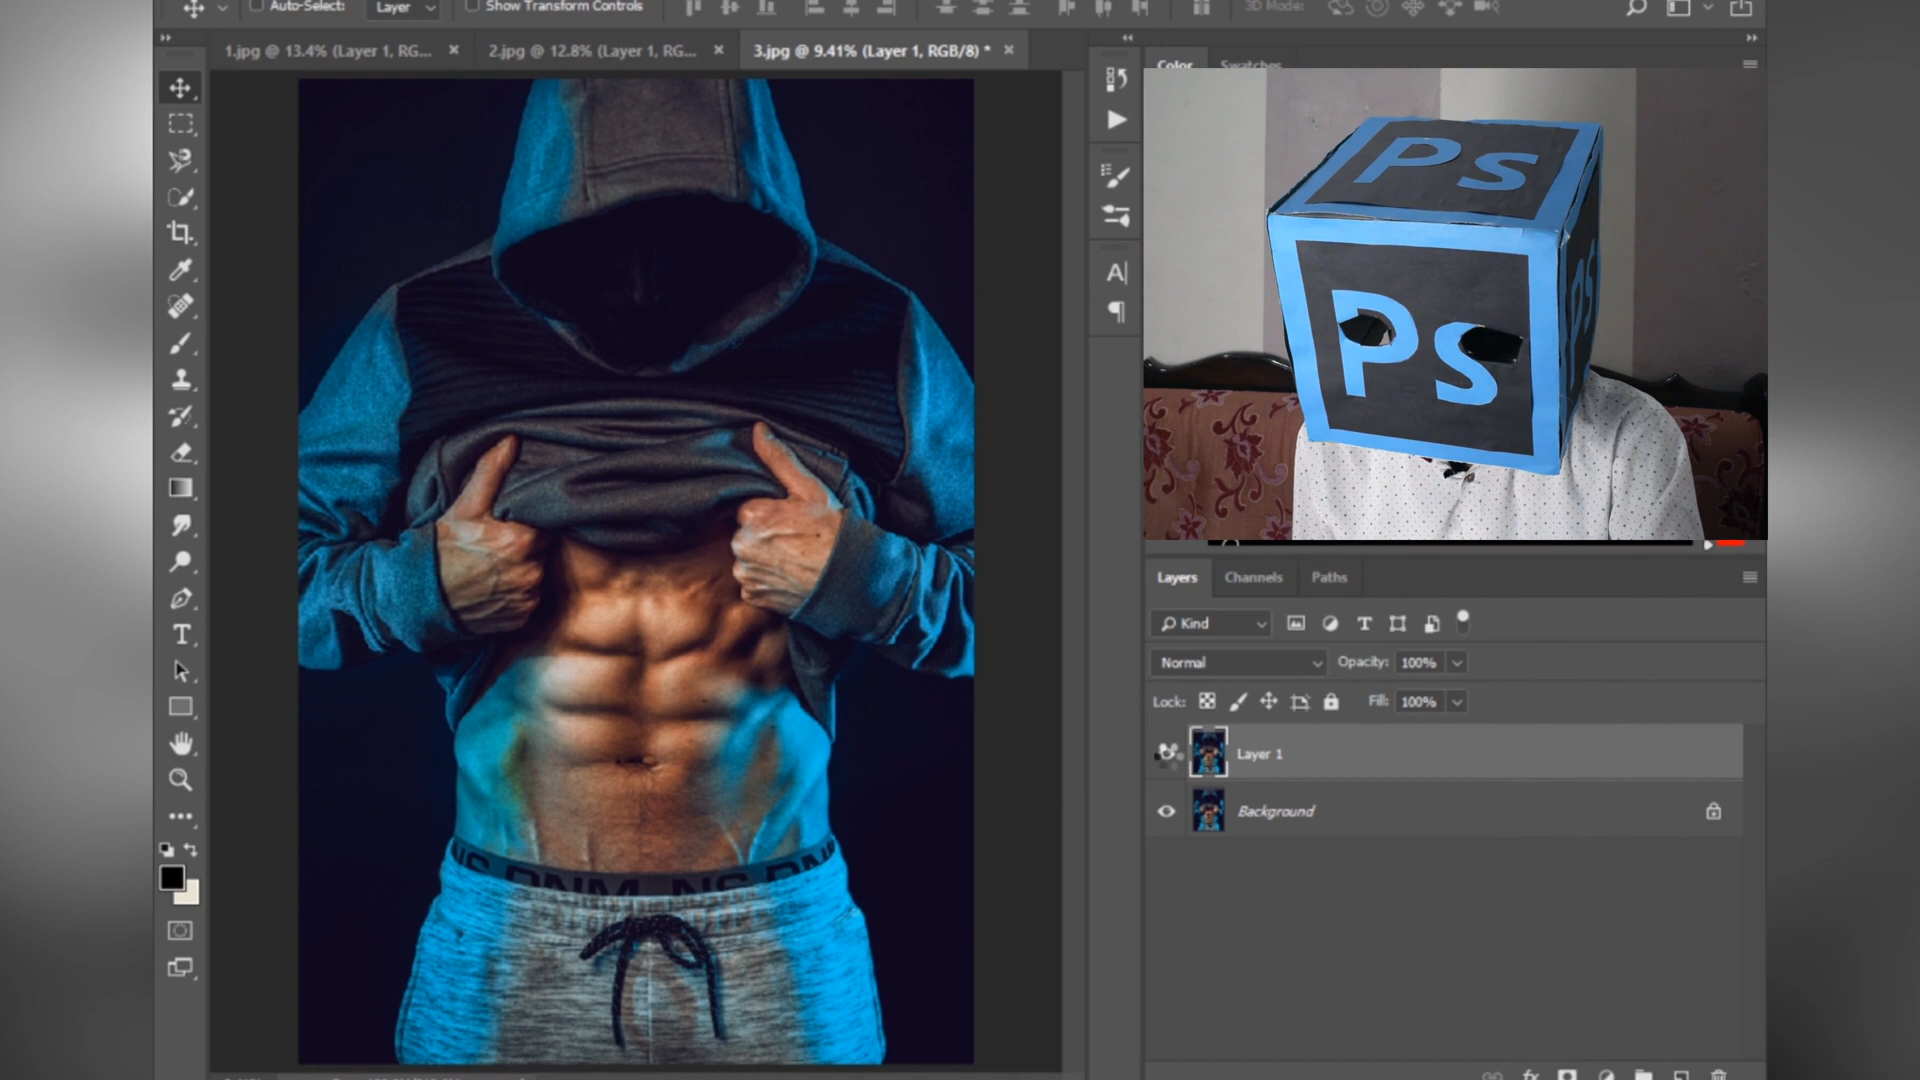 Auto-Select: Layer Show Transform Controls 3D Mode:
1.jpg @ 13.4% (Layer 1, RG... 2.jpg @ 12.8% (Layer 1, RG... 3.jpg @ 9.41% (Layer 1, RGB/8) *
Color Swatches
Ps
Ps
Ps
Layers Channels Paths
Kind
Normal Opacity: 100%
Lock: Fill: 100%
Layer 1
Background
fx